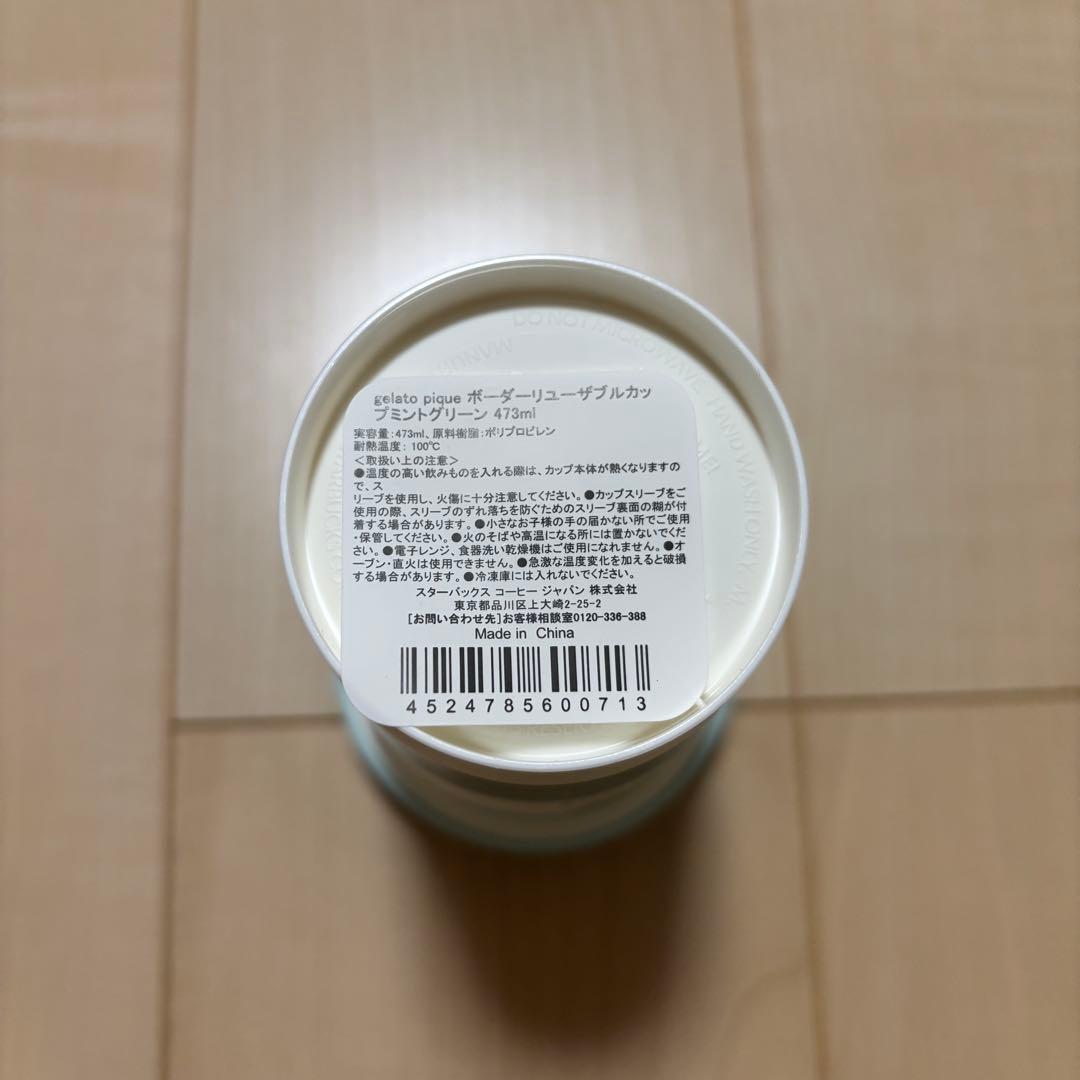 gelato pique ボーダーリユーザブルカッ
プミントグリーン 473ml
実容量:473ml、原料樹脂:ポリプロピレン
耐熱温度: 100℃
＜取扱い上の注意＞
●温度の高い飲みものを入れる際は、カップ本体が熱くなりますの
で、ス
リーブを使用し、火傷に十分注意してください。●カップスリーブをご
使用の際、スリーブのずれ落ちを防ぐためのスリーブ裏面の糊が付
着する場合があります。●小さなお子様の手の届かない所でご使用
・保管してください。●火のそばや高温になる所には置かないでくだ
さい。●電子レンジ、食器洗い乾燥機はご使用になれません。●オ
ーブン・直火は使用できません。●急激な温度変化を加えると破損
する場合があります。●冷凍庫には入れないでください。
スターバックス コーヒー ジャパン 株式会社
東京都品川区上大崎2-25-2
[お問い合わせ先]お客様相談室0120-336-388
Made in China
4524785600713
DO NOT MICROWAVE HAND WASH ONLY